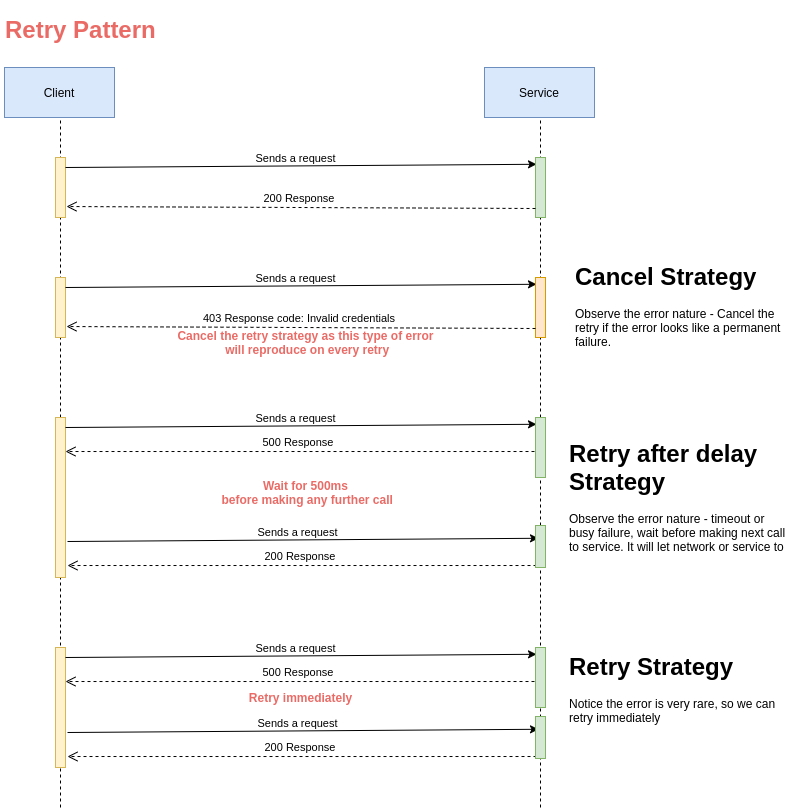 Retry Pattern
Client
Service
Sends a request
200 Response
Sends a request
403 Response code: Invalid credentials
Cancel the retry strategy as this type of error
will reproduce on every retry
Cancel Strategy
Observe the error nature - Cancel the
retry if the error looks like a permanent
failure.
Sends a request
500 Response
Wait for 500ms
before making any further call
Sends a request
200 Response
Retry after delay
Strategy
Observe the error nature - timeout or
busy failure, wait before making next call
to service. It will let network or service to
Sends a request
500 Response
Retry immediately
Sends a request
200 Response
Retry Strategy
Notice the error is very rare, so we can
retry immediately